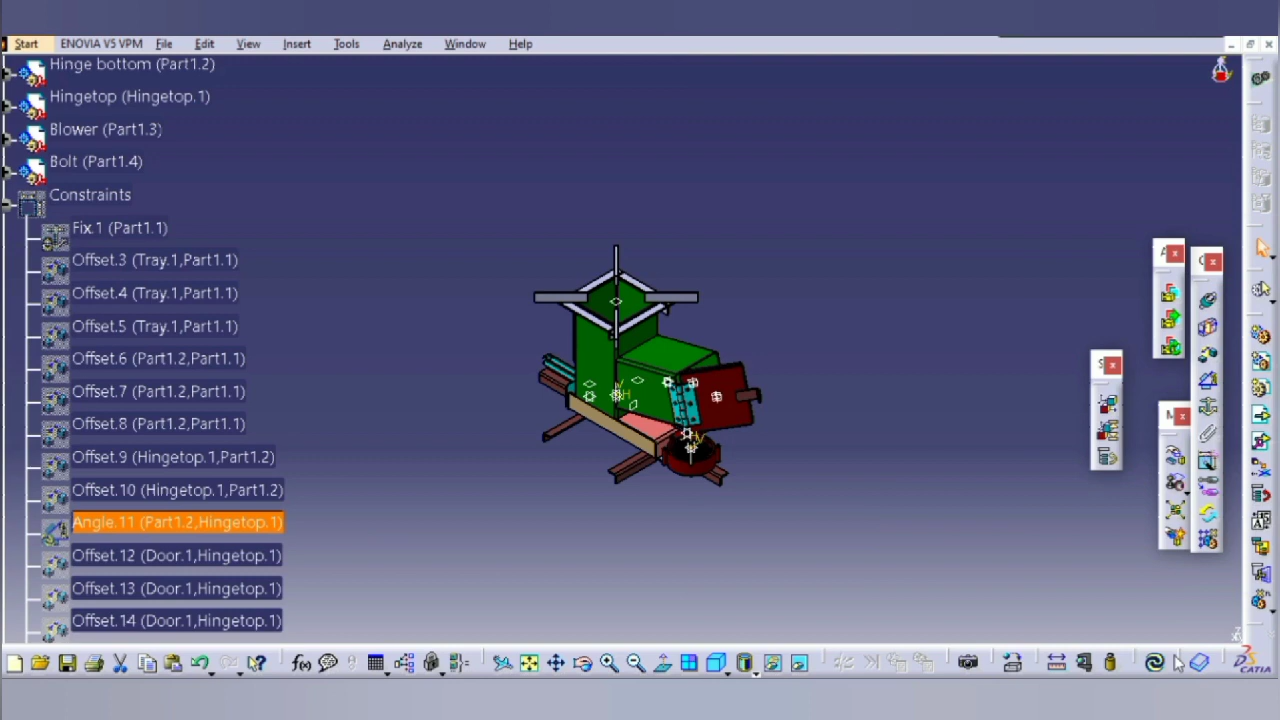 Start ENOVIA V5 VPM File Edit View Insert Tools Analyze Window Help
Hinge bottom (Part1.2)
Hingetop (Hingetop.1)
Blower (Part1.3)
Bolt (Part1.4)
Constraints
Fix.1 (Part1.1)
Offset.3 (Tray.1,Part1.1)
Offset.4 (Tray.1,Part1.1)
Offset.5 (Tray.1,Part1.1)
Offset.6 (Part1.2,Part1.1)
Offset.7 (Part1.2,Part1.1)
Offset.8 (Part1.2,Part1.1)
Offset.9 (Hingetop.1,Part1.2)
Offset.10 (Hingetop.1,Part1.2)
Angle.11 (Part1.2,Hingetop.1)
Offset.12 (Door.1,Hingetop.1)
Offset.13 (Door.1,Hingetop.1)
Offset.14 (Door.1,Hingetop.1)
f(x)
CATIA